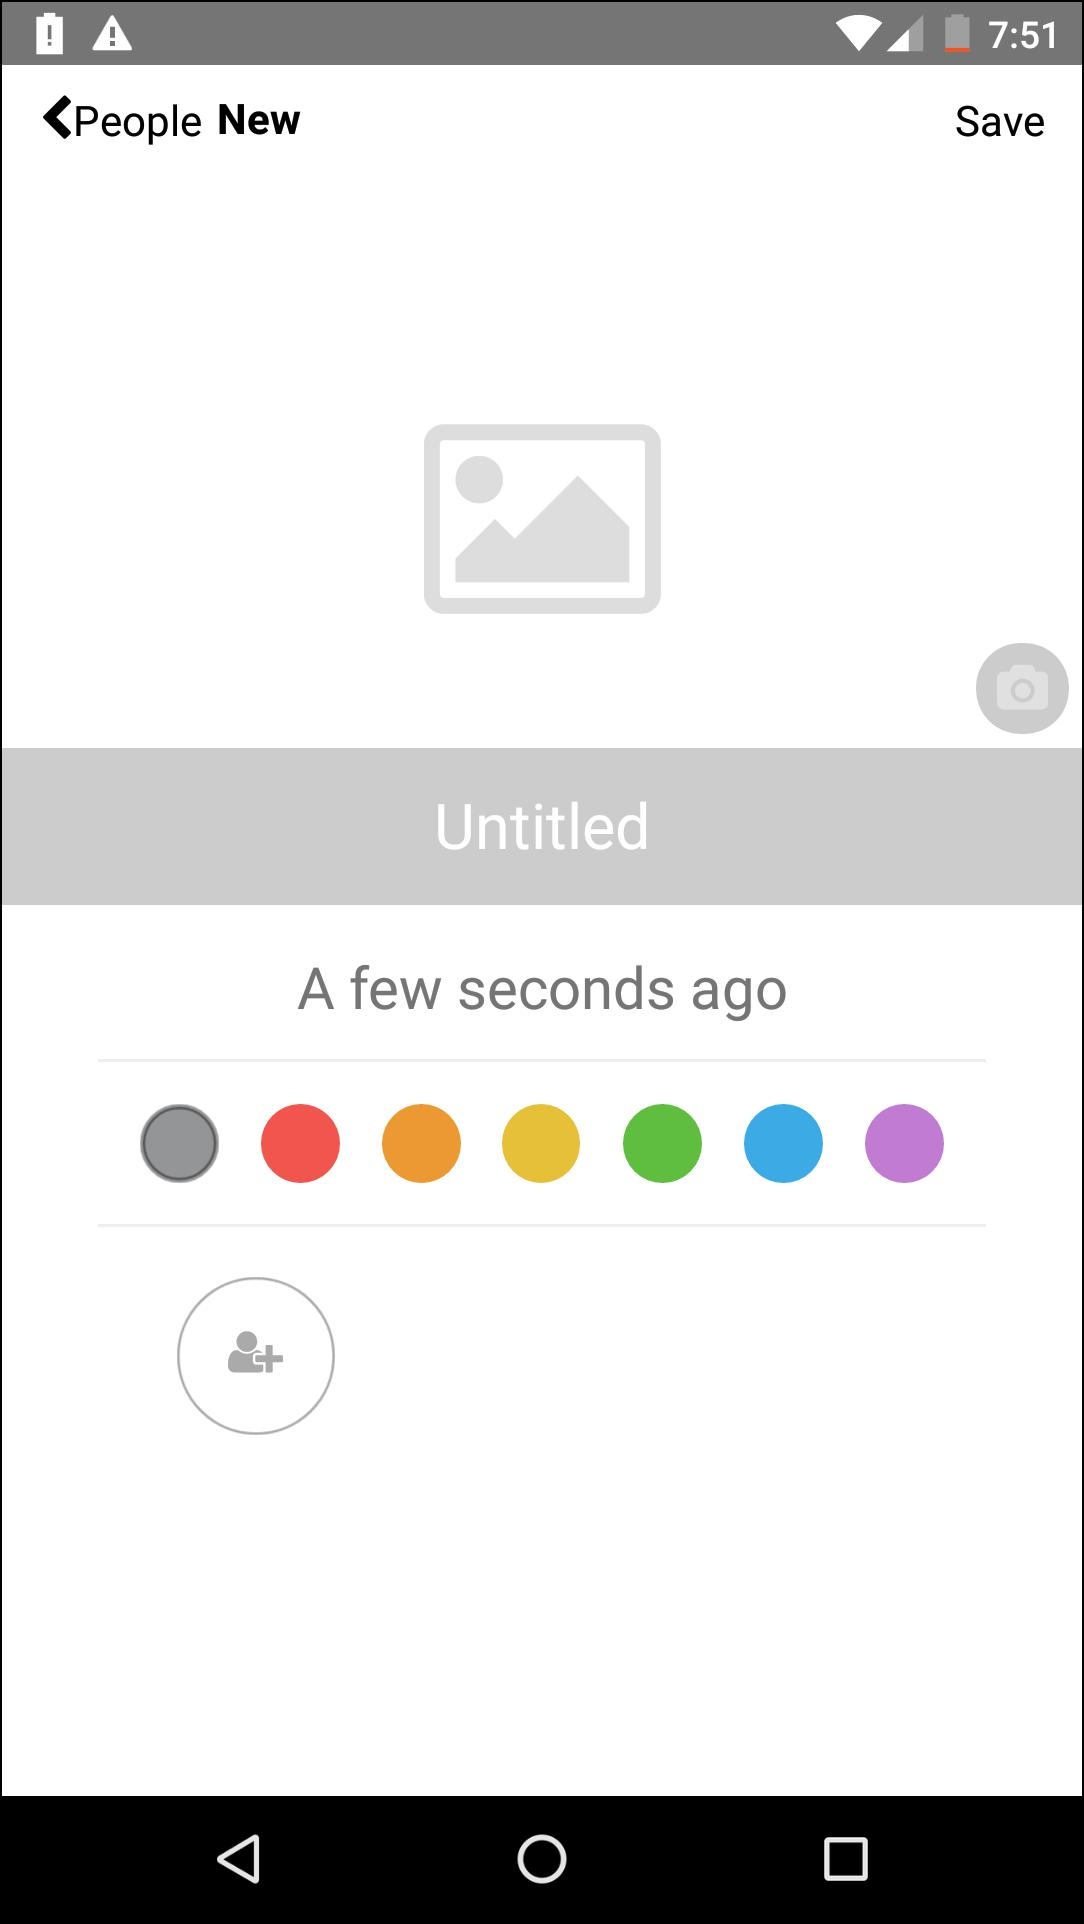 7:51
People New
Save
Untitled
A few seconds ago